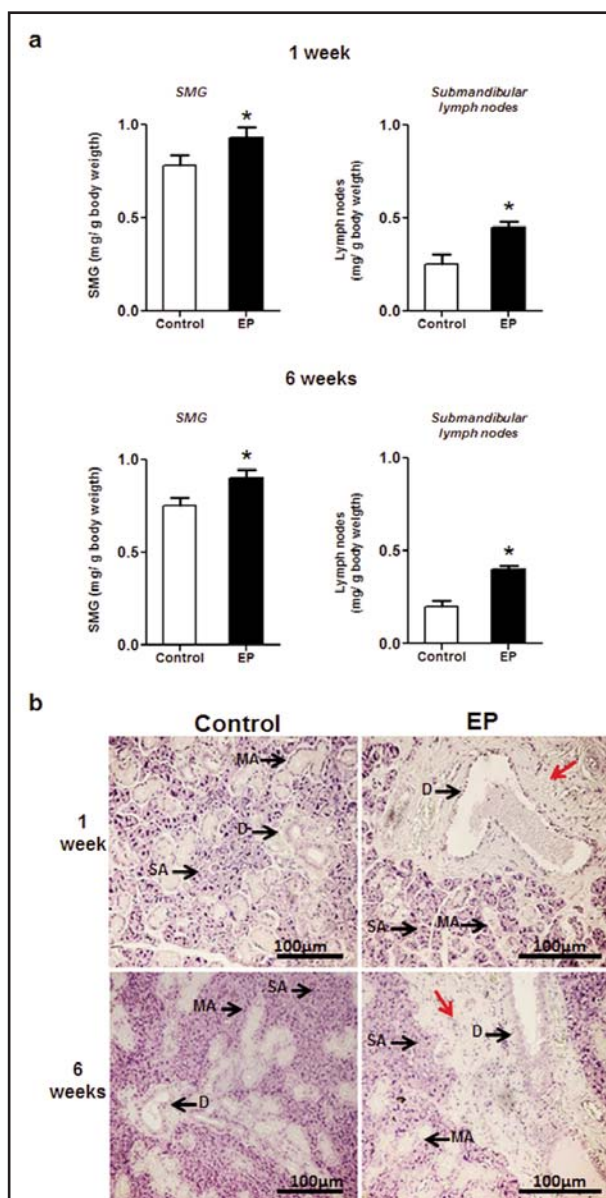 a
1 week
SMG
SMG (mg/ g body weigth)
1.0
0.5
0.0
Control
EP
*
Submandibular
lymph nodes
Lymph nodes
(mg/ g body weigth)
1.0
0.5
0.0
Control
EP
*
6 weeks
SMG
SMG (mg/ g body weigth)
1.0
0.5
0.0
Control
EP
*
Submandibular
lymph nodes
Lymph nodes
(mg/ g body weigth)
1.0
0.5
0.0
Control
EP
*
b
Control
EP
1
week
MA
D
SA
100µm
D
SA
MA
100µm
6
weeks
SA
MA
D
100µm
SA
D
MA
100µm